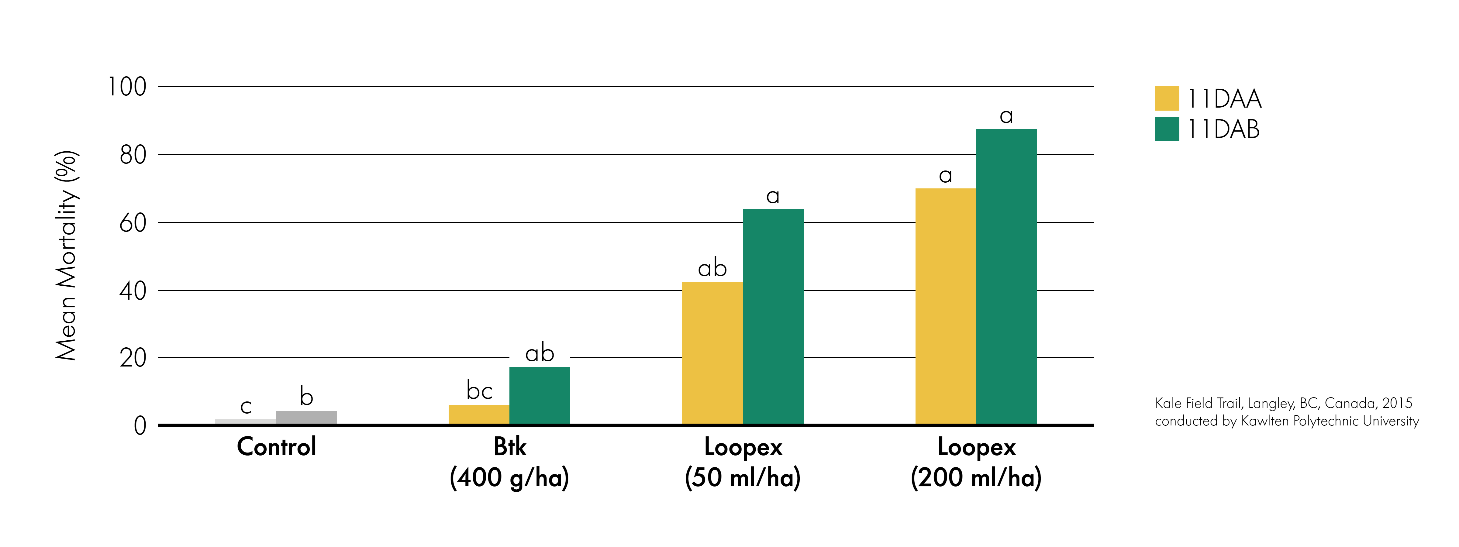 100
80
60
40
20
0
Mean Mortality (%)
c
b
bc
ab
ab
a
a
a
Control
Btk
(400 g/ha)
Loopex
(50 ml/ha)
Loopex
(200 ml/ha)
11DAA
11DAB
Kale Field Trail, Langley, BC, Canada, 2015
conducted by Kawlten Polytechnic University